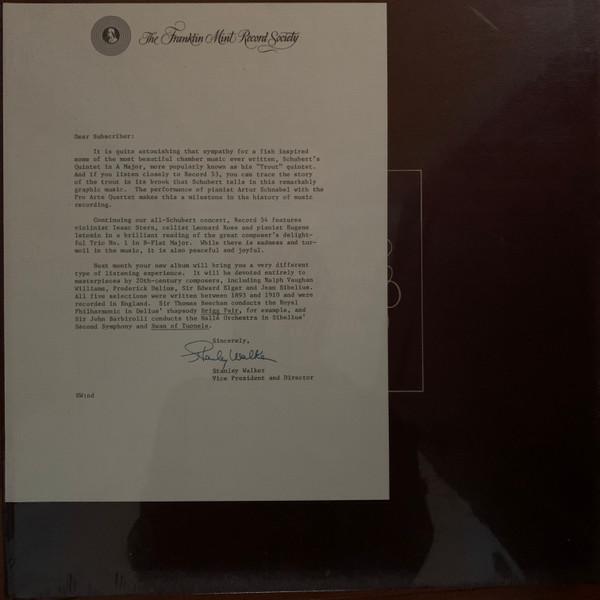 The Franklin Mint Record Society
Dear Subscriber:
It is quite astonishing that sympathy for a fish inspired
some of the most beautiful chamber music ever written, Schubert's
Quintet in A Major, more popularly known as his "Trout" quintet.
And if you listen closely to Record 53, you can trace the story
of the trout in its brook that Schubert tells in this remarkably
graphic music. The performance of pianist Artur Schnabel with the
Pro Arte Quartet makes this a milestone in the history of music
recording.
Continuing our all-Schubert concert, Record 54 features
violinist Isaac Stern, cellist Leonard Rose and pianist Eugene
Istomin in a brilliant reading of the great composer's delight-
ful Trio No. 1 in B-Flat Major. While there is sadness and tur-
moil in the music, it is also peaceful and joyful.
Next month your new album will bring you a very different
type of listening experience. It will be devoted entirely to
masterpieces by 20th-century composers, including Ralph Vaughan
Williams, Frederick Delius, Sir Edward Elgar and Jean Sibelius.
All five selections were written between 1893 and 1910 and were
recorded in England. Sir Thomas Beecham conducts the Royal
Philharmonic in Delius' rhapsody Brigg Fair, for example, and
Sir John Barbirolli conducts the Hallé Orchestra in Sibelius'
Second Symphony and Swan of Tuonela.
Sincerely,
Stanley Walker
Stanley Walker
Vice President and Director
SW:nd